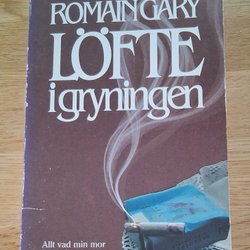 ROMAIN GARY
LÖFTE
i gryningen
Allt vad min mor